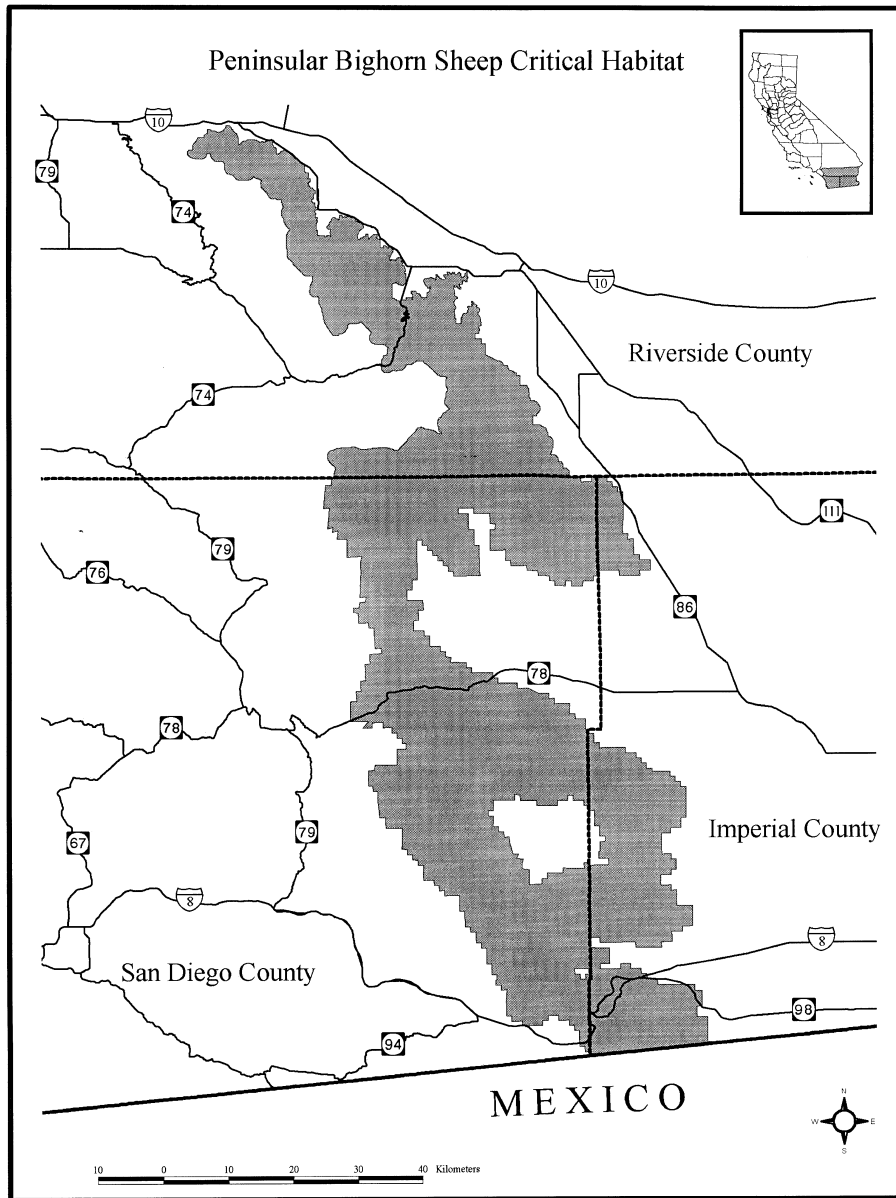 Peninsular Bighorn Sheep Critical Habitat
10
79
74
10
Riverside County
74
111
79
76
86
78
78
79
67
Imperial County
8
8
San Diego County
98
94
MEXICO
N
W E
S
10 0 10 20 30 40 Kilometers